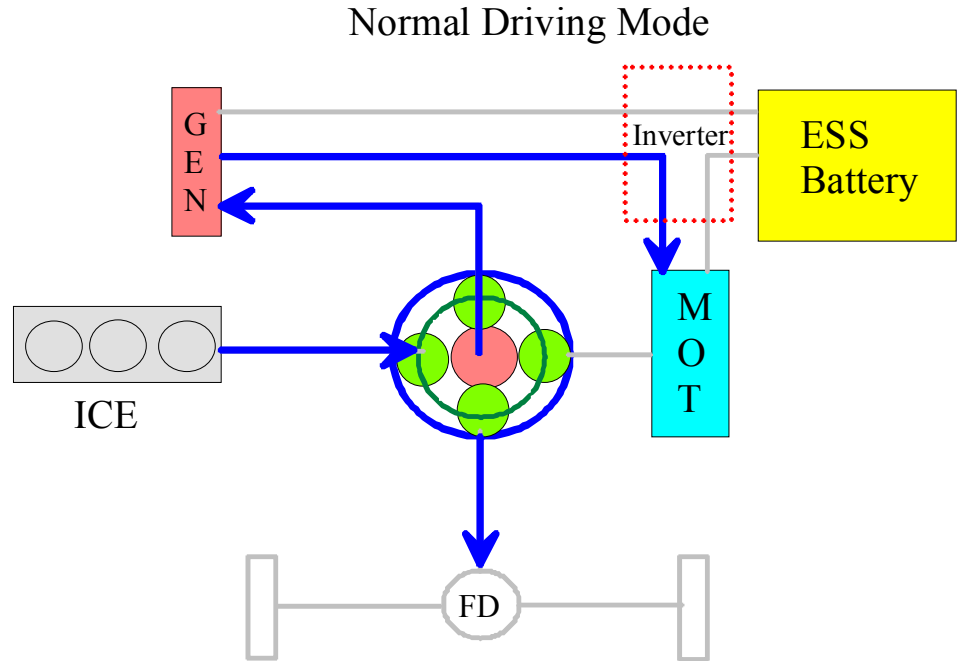 Normal Driving Mode
G
E
N
Inverter
ESS
Battery
M
O
T
ICE
FD